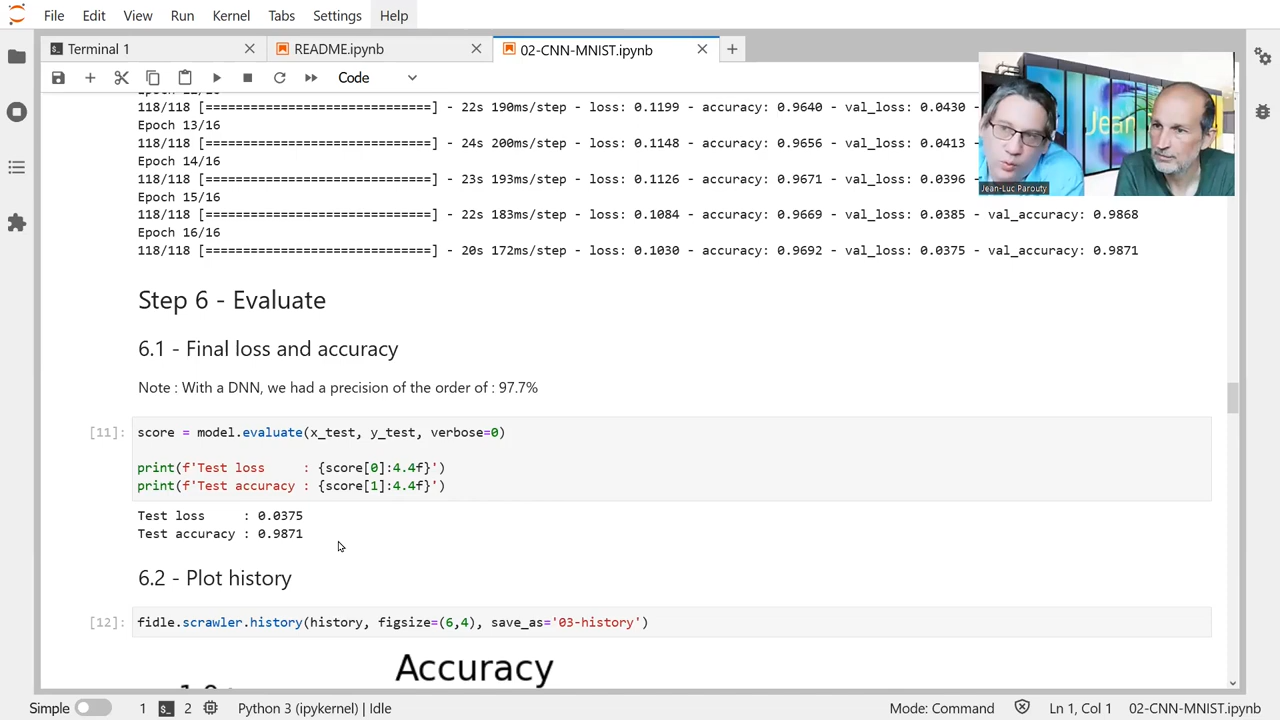 File Edit View Run Kernel Tabs Settings Help
Terminal 1 README.ipynb 02-CNN-MNIST.ipynb
Code
118/118 [==============================] - 22s 190ms/step - loss: 0.1199 - accuracy: 0.9640 - val_loss: 0.0430 -
Epoch 13/16
118/118 [==============================] - 24s 200ms/step - loss: 0.1148 - accuracy: 0.9656 - val_loss: 0.0413 -
Epoch 14/16
118/118 [==============================] - 23s 193ms/step - loss: 0.1126 - accuracy: 0.9671 - val_loss: 0.0396 -
Epoch 15/16
118/118 [==============================] - 22s 183ms/step - loss: 0.1084 - accuracy: 0.9669 - val_loss: 0.0385 - val_accuracy: 0.9868
Epoch 16/16
118/118 [==============================] - 20s 172ms/step - loss: 0.1030 - accuracy: 0.9692 - val_loss: 0.0375 - val_accuracy: 0.9871
Jean
Jean-Luc Parouty
Step 6 - Evaluate
6.1 - Final loss and accuracy
Note : With a DNN, we had a precision of the order of : 97.7%
[11]: score = model.evaluate(x_test, y_test, verbose=0)
print(f'Test loss     : {score[0]:4.4f}')
print(f'Test accuracy : {score[1]:4.4f}')
Test loss     : 0.0375
Test accuracy : 0.9871
6.2 - Plot history
[12]: fidle.scrawler.history(history, figsize=(6,4), save_as='03-history')
Accuracy
Simple 1 2 Python 3 (ipykernel) | Idle Mode: Command Ln 1, Col 1 02-CNN-MNIST.ipynb